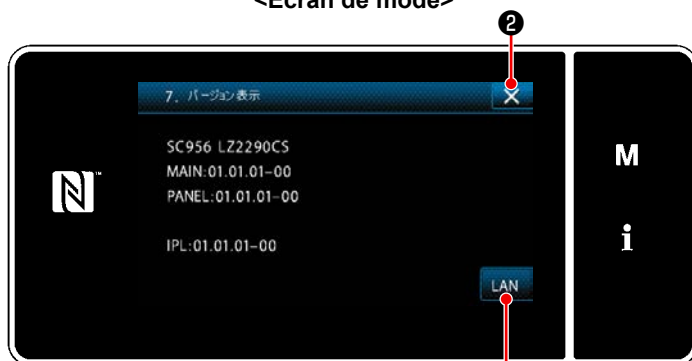 <Écran de mode>
❷
7. バージョン表示
SC956 LZ2290CS
MAIN:01.01.01-00
PANEL:01.01.01-00
IPL:01.01.01-00
LAN
M
i